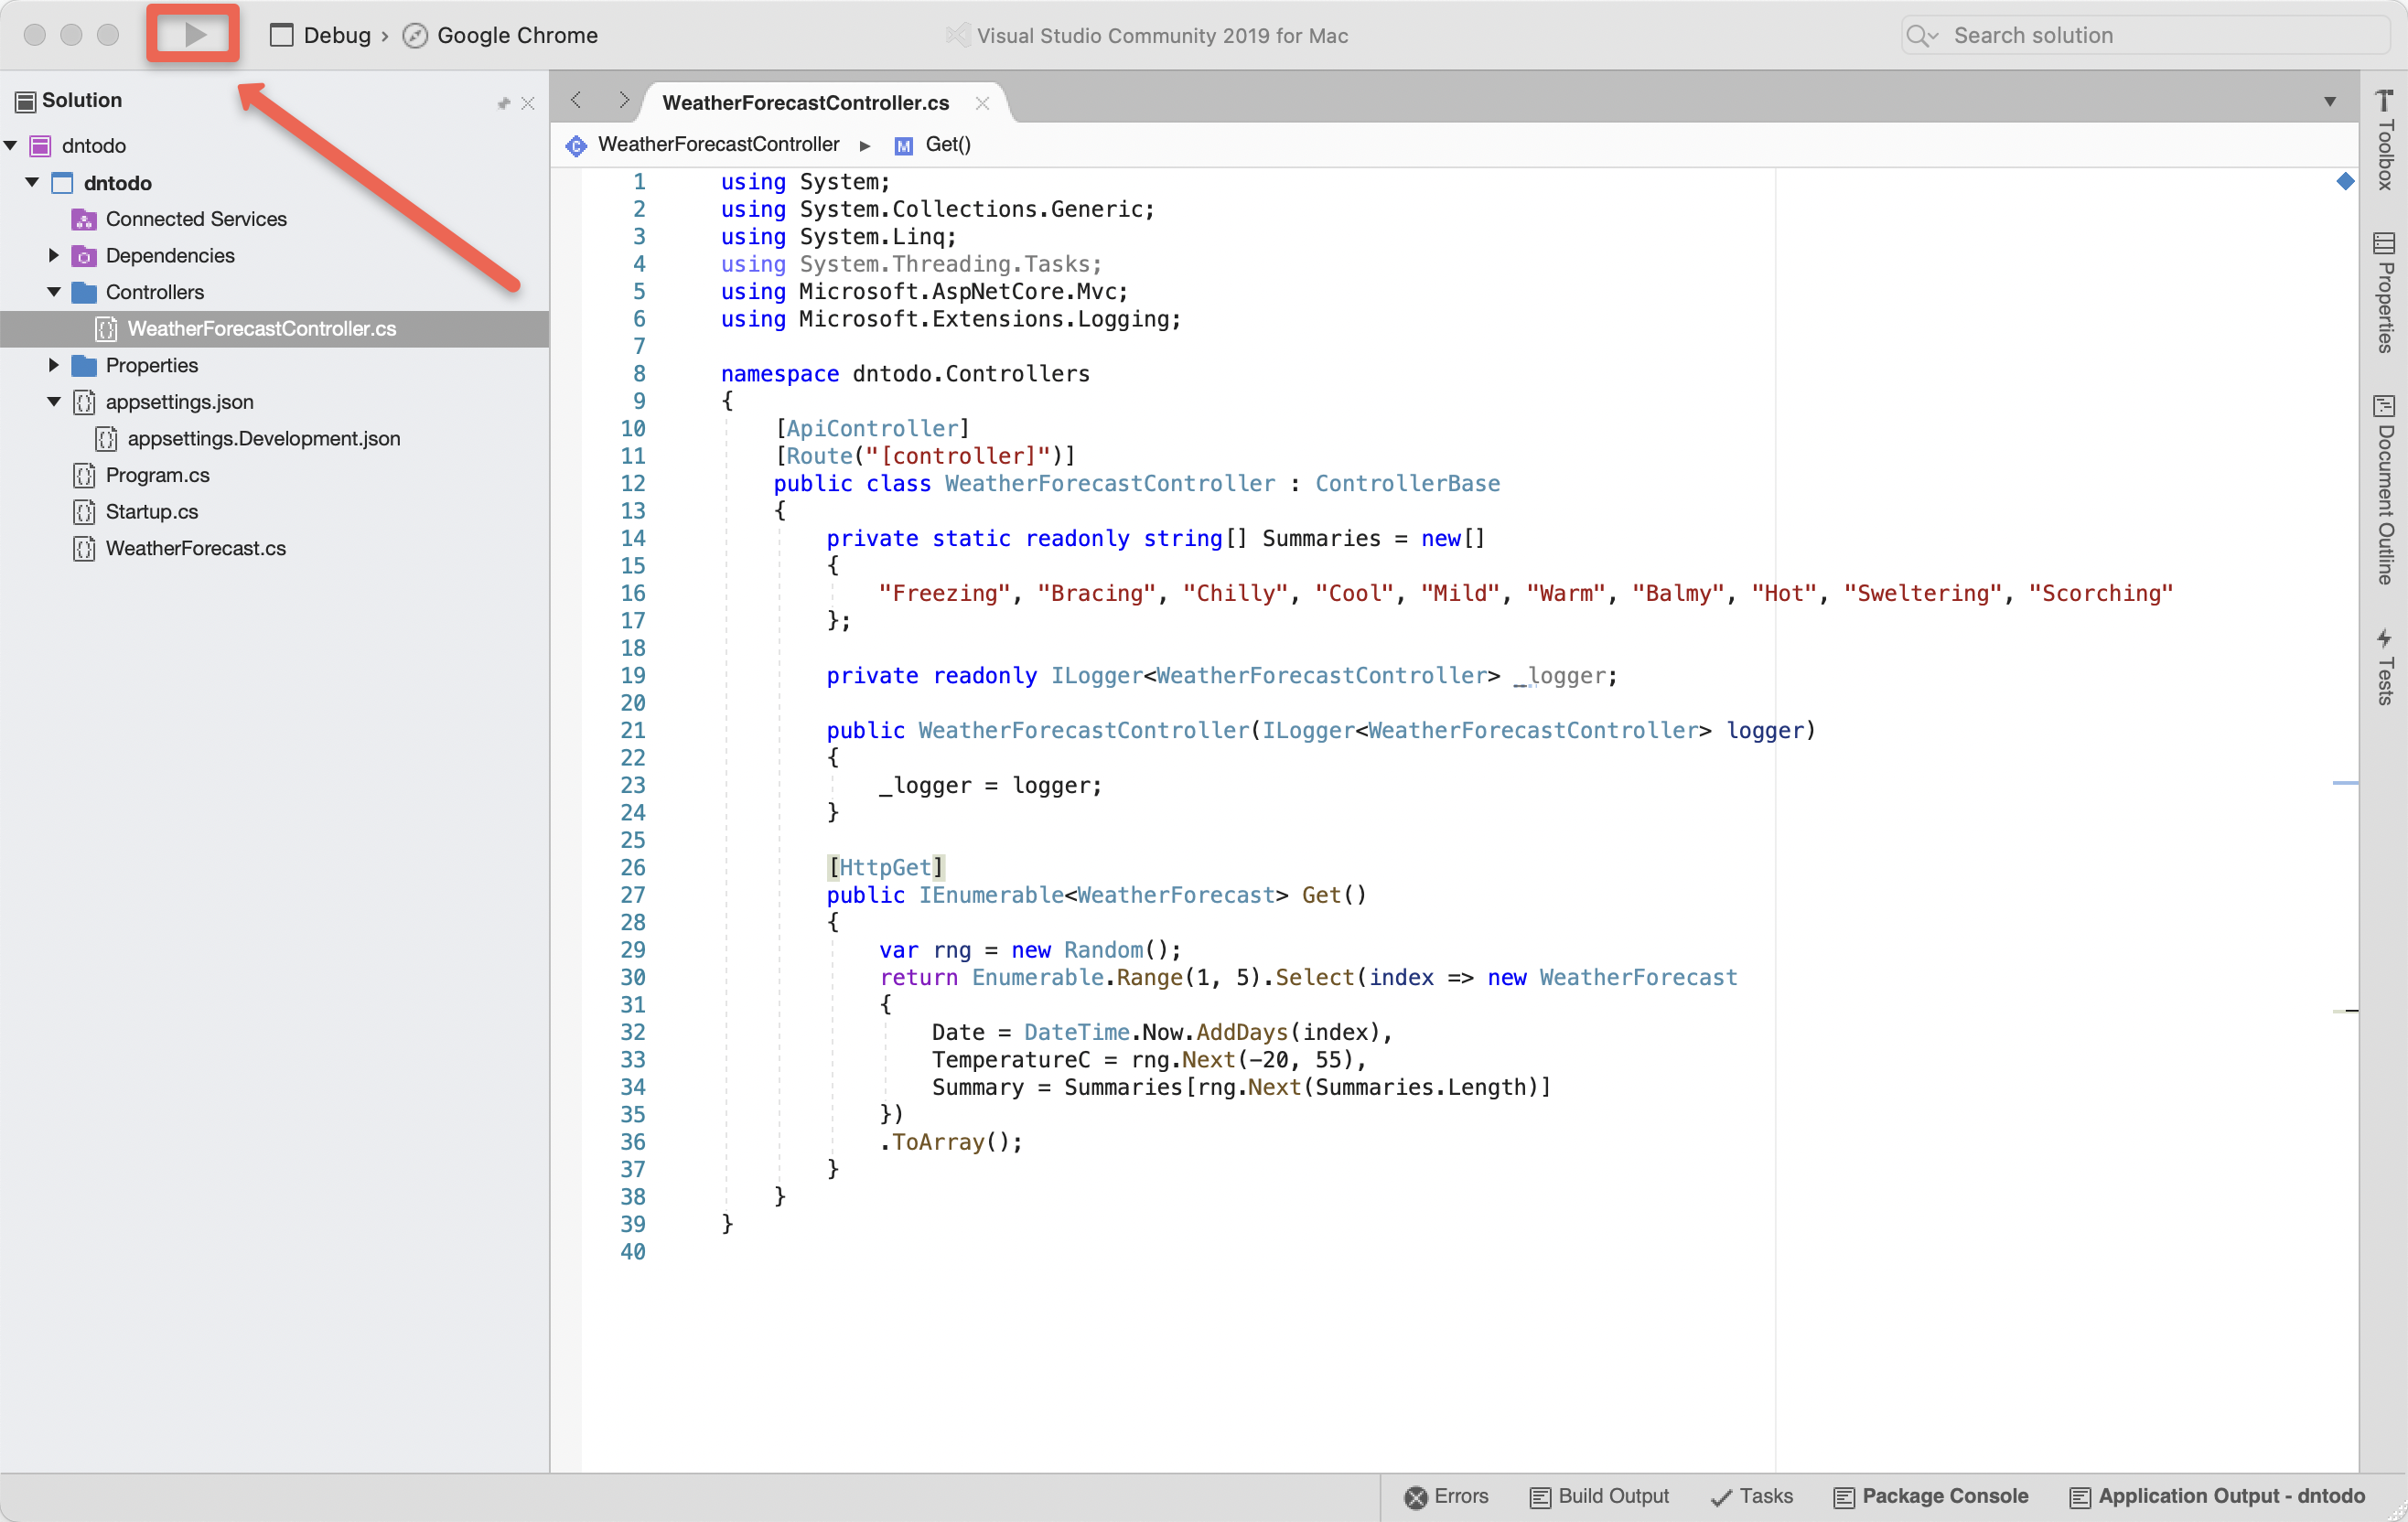 Debug › Google Chrome
Visual Studio Community 2019 for Mac
Search solution
Solution
dntodo
dntodo
Connected Services
Dependencies
Controllers
WeatherForecastController.cs
Properties
appsettings.json
appsettings.Development.json
Program.cs
Startup.cs
WeatherForecast.cs
WeatherForecastController.cs
WeatherForecastController
M Get()
1 using System;
2 using System.Collections.Generic;
3 using System.Linq;
4 using System.Threading.Tasks;
5 using Microsoft.AspNetCore.Mvc;
6 using Microsoft.Extensions.Logging;
7
8 namespace dntodo.Controllers
9 {
10     [ApiController]
11     [Route("[controller]")]
12     public class WeatherForecastController : ControllerBase
13     {
14         private static readonly string[] Summaries = new[]
15         {
16             "Freezing", "Bracing", "Chilly", "Cool", "Mild", "Warm", "Balmy", "Hot", "Sweltering", "Scorching"
17         };
18
19         private readonly ILogger<WeatherForecastController> _logger;
20
21         public WeatherForecastController(ILogger<WeatherForecastController> logger)
22         {
23             _logger = logger;
24         }
25
26         [HttpGet]
27         public IEnumerable<WeatherForecast> Get()
28         {
29             var rng = new Random();
30             return Enumerable.Range(1, 5).Select(index => new WeatherForecast
31             {
32                 Date = DateTime.Now.AddDays(index),
33                 TemperatureC = rng.Next(-20, 55),
34                 Summary = Summaries[rng.Next(Summaries.Length)]
35             })
36             .ToArray();
37         }
38     }
39 }
40
Toolbox
Properties
Document Outline
Tests
Errors
Build Output
Tasks
Package Console
Application Output - dntodo